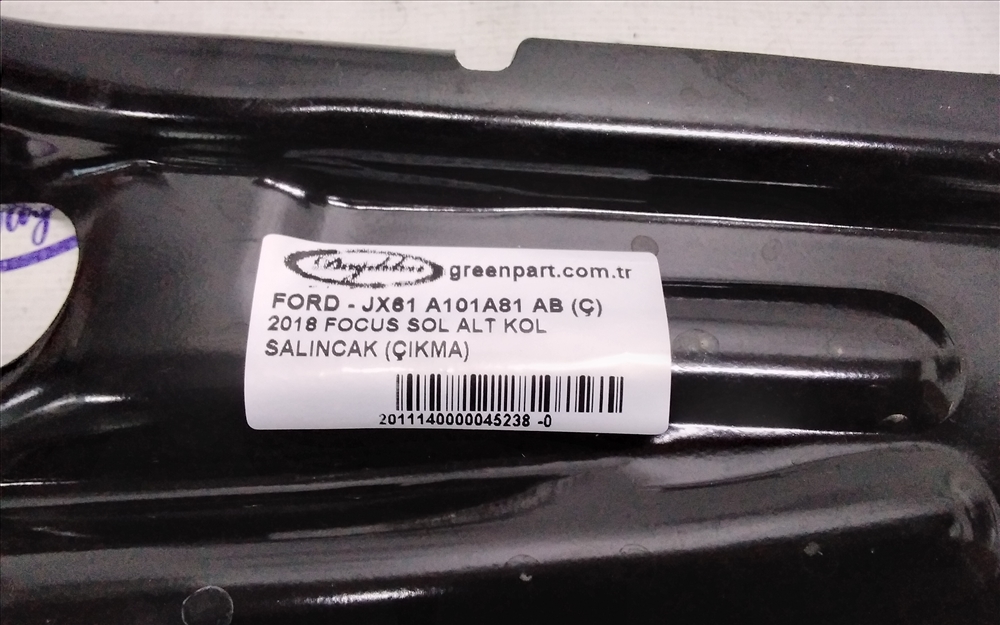 greenpart.com.tr
FORD - JX61 A101A81 AB (Ç)
2018 FOCUS SOL ALT KOL
SALINCAK (ÇIKMA)
2011140000045238 -0